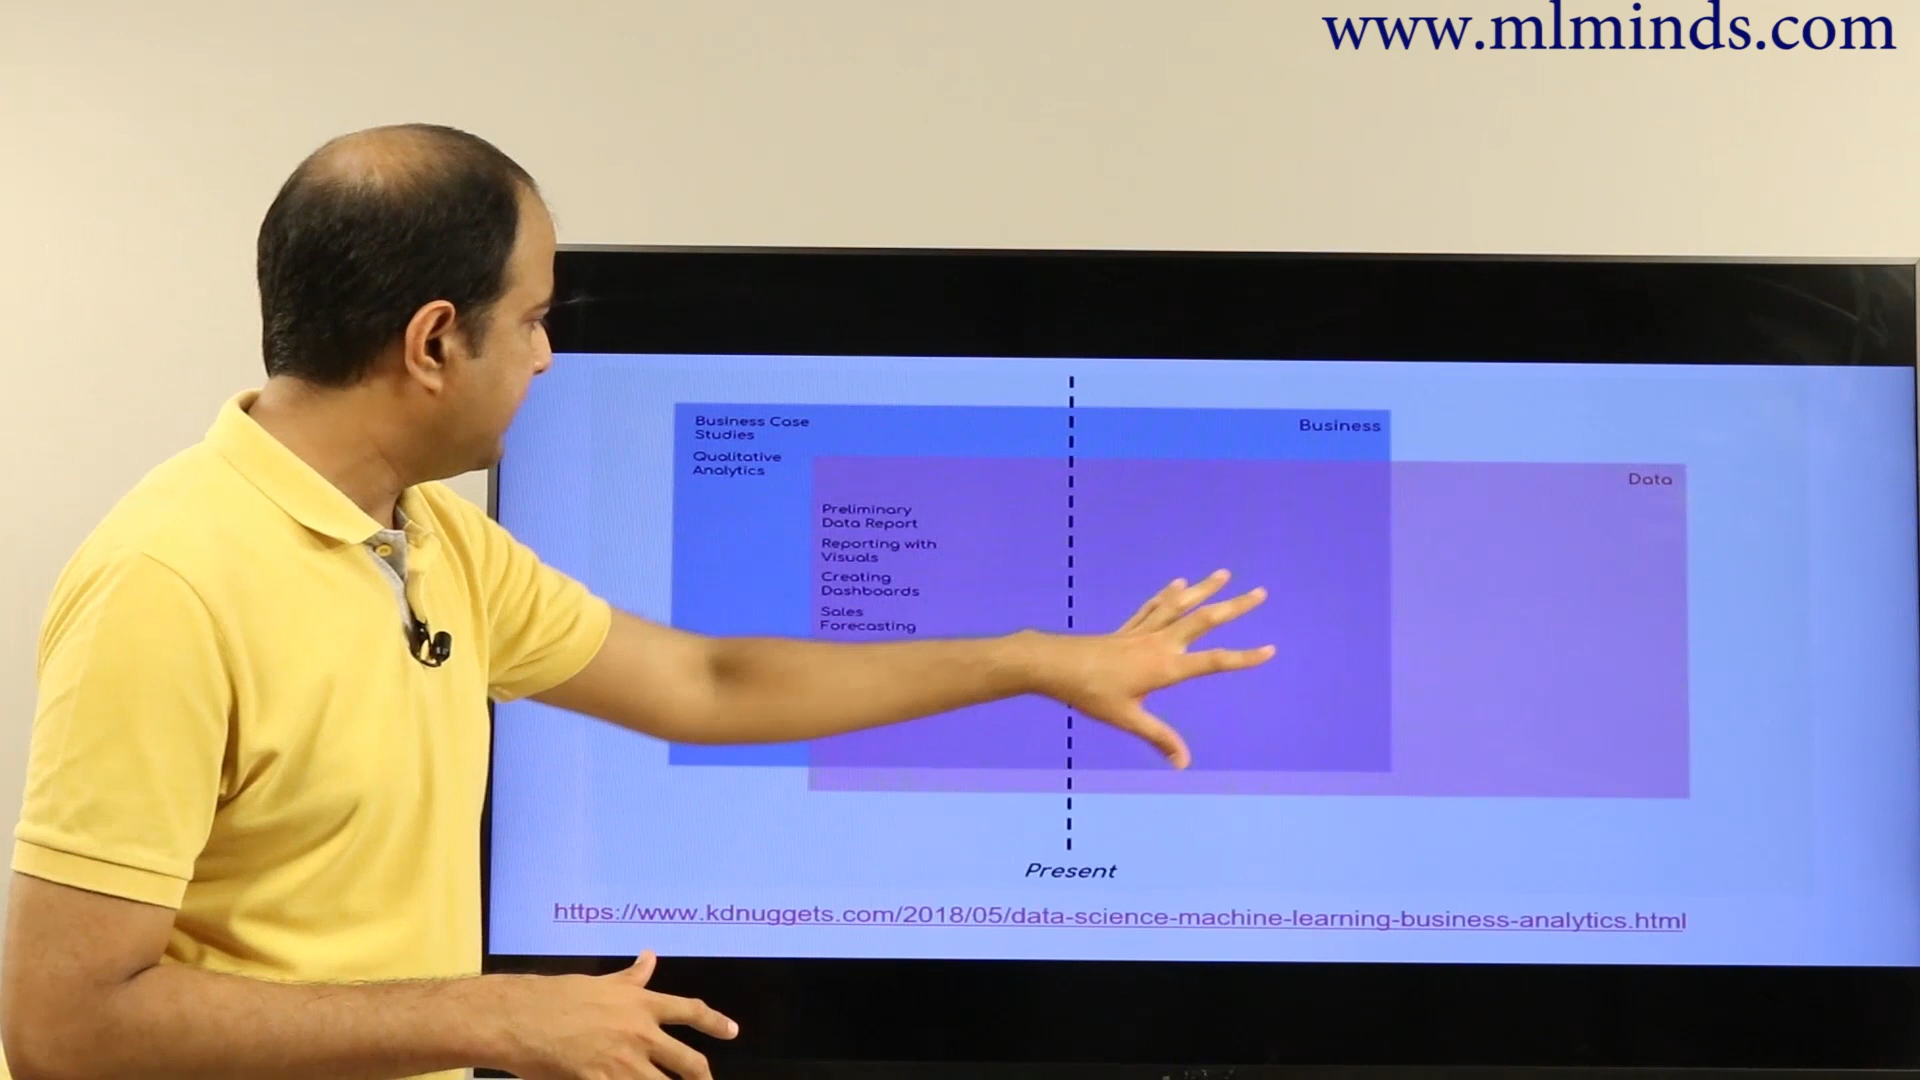 www.mlminds.com
Business Case
Studies
Qualitative
Analytics
Business
Data
Preliminary
Data Report
Reporting with
Visuals
Creating
Dashboards
Sales
Forecasting
Present
https://www.kdnuggets.com/2018/05/data-science-machine-learning-business-analytics.html